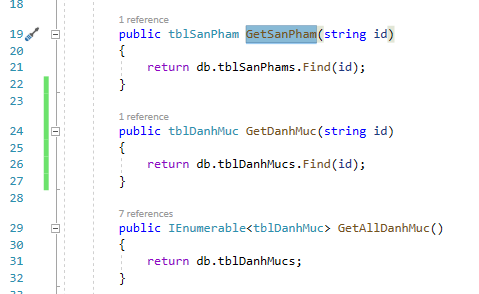 18
1 reference
19 public tblSanPham GetSanPham(string id)
20 {
21 return db.tblSanPhams.Find(id);
22 }
23
1 reference
24 public tblDanhMuc GetDanhMuc(string id)
25 {
26 return db.tblDanhMucs.Find(id);
27 }
28
7 references
29 public IEnumerable<tblDanhMuc> GetAllDanhMuc()
30 {
31 return db.tblDanhMucs;
32 }